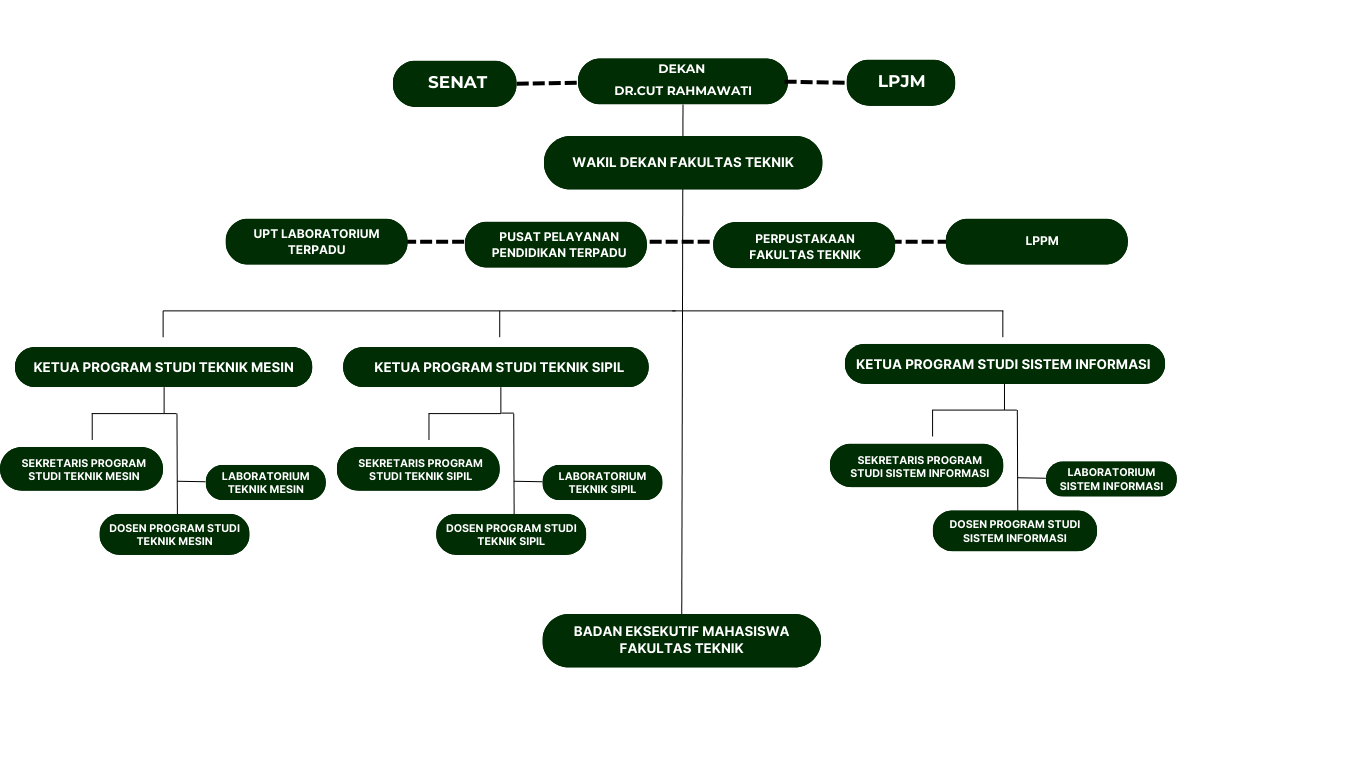 SENAT
DEKAN
DR.CUT RAHMAWATI
LPJM
WAKIL DEKAN FAKULTAS TEKNIK
UPT LABORATORIUM
TERPADU
PUSAT PELAYANAN
PENDIDIKAN TERPADU
PERPUSTAKAAN
FAKULTAS TEKNIK
LPPM
KETUA PROGRAM STUDI TEKNIK MESIN
KETUA PROGRAM STUDI TEKNIK SIPIL
KETUA PROGRAM STUDI SISTEM INFORMASI
SEKRETARIS PROGRAM
STUDI TEKNIK MESIN
LABORATORIUM
TEKNIK MESIN
DOSEN PROGRAM STUDI
TEKNIK MESIN
SEKRETARIS PROGRAM
STUDI TEKNIK SIPIL
LABORATORIUM
TEKNIK SIPIL
DOSEN PROGRAM STUDI
TEKNIK SIPIL
SEKRETARIS PROGRAM
STUDI SISTEM INFORMASI
LABORATORIUM
SISTEM INFORMASI
DOSEN PROGRAM STUDI
SISTEM INFORMASI
BADAN EKSEKUTIF MAHASISWA
FAKULTAS TEKNIK